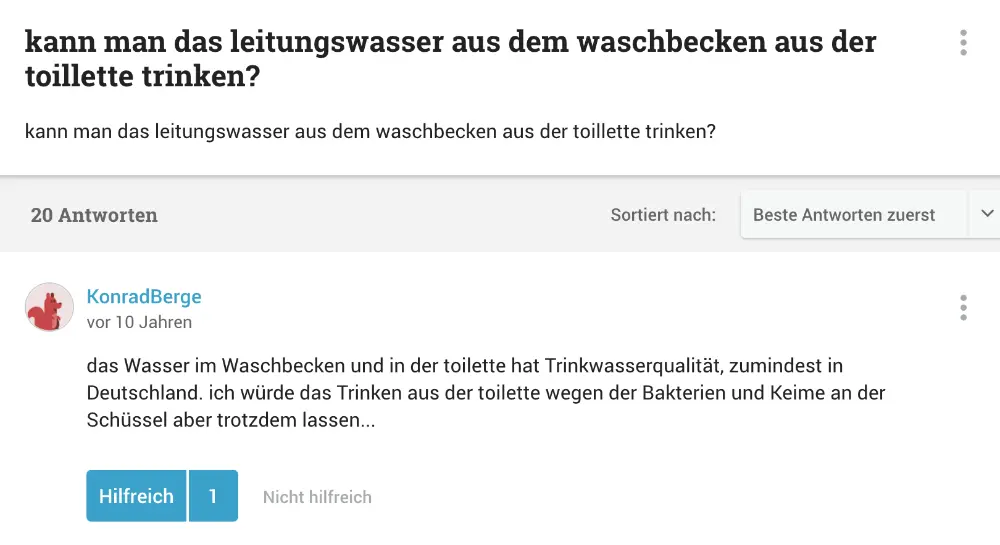 kann man das leitungswasser aus dem waschbecken aus der
toillette trinken?
kann man das leitungswasser aus dem waschbecken aus der toillette trinken?
20 Antworten
Sortiert nach:
Beste Antworten zuerst
KonradBerge
vor 10 Jahren
das Wasser im Waschbecken und in der toilette hat Trinkwasserqualität, zumindest in
Deutschland. ich würde das Trinken aus der toilette wegen der Bakterien und Keime an der
Schüssel aber trotzdem lassen...
Hilfreich
1
Nicht hilfreich